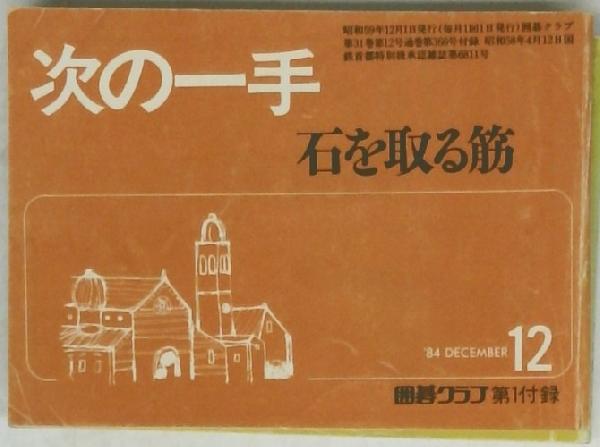 昭和59年12月1日発行(毎月1回1日発行)囲碁クラブ
第31巻第12号通巻第366号付録 昭和58年4月12日国
鉄首都特別扱承認雑誌第6811号
次の一手
石を取る筋
'84 DECEMBER 12
囲碁クラブ 第1付録